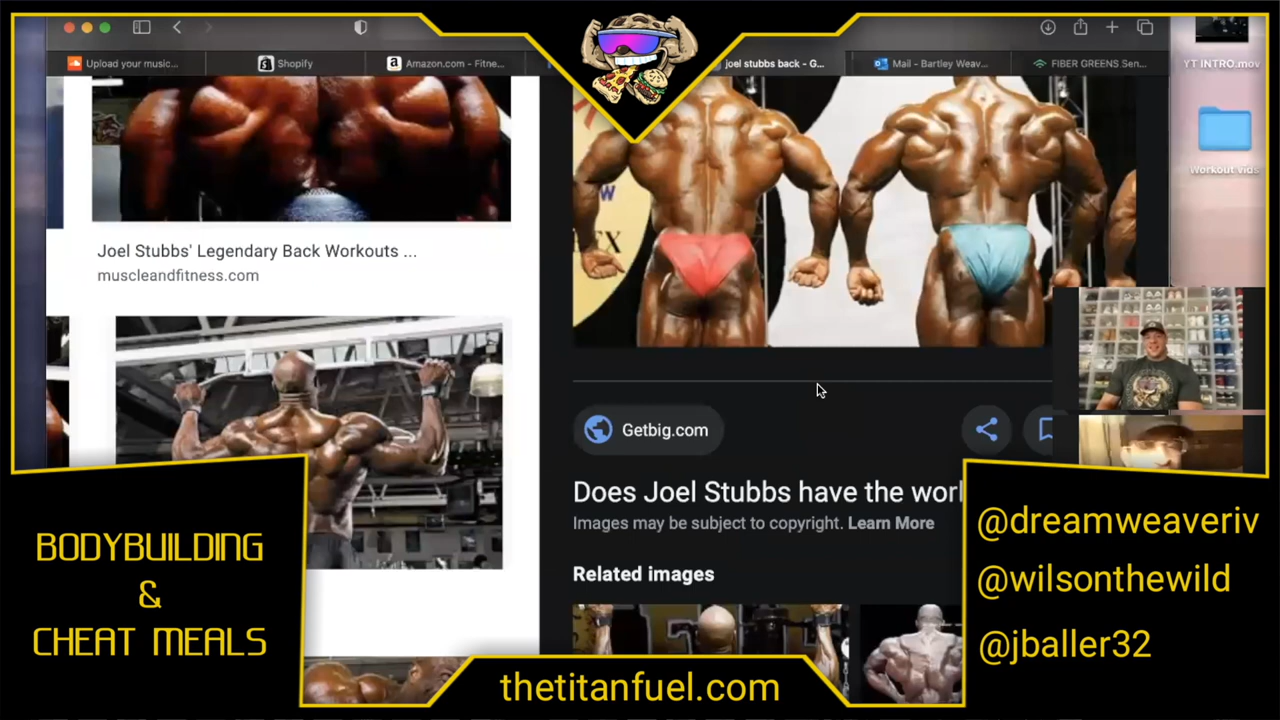 Upload your music...
Shopify
Amazon.com - Fitne...
joel stubbs back - G...
Mail - Bartley Weav...
FIBER GREENS Sen...
YT INTRO.mov
Workout vids
Joel Stubbs' Legendary Back Workouts ...
muscleandfitness.com
Getbig.com
Does Joel Stubbs have the worl
Images may be subject to copyright. Learn More
Related images
BODYBUILDING
&
CHEAT MEALS
@dreamweaveriv
@wilsonthewild
@jballer32
thetitanfuel.com